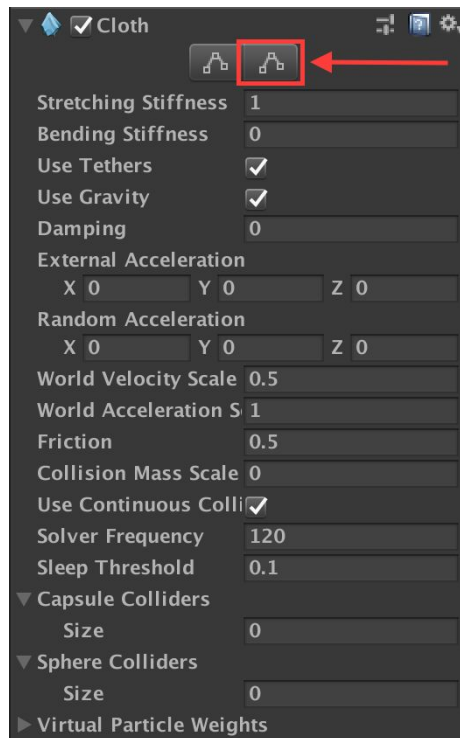 Cloth
Stretching Stiffness 1
Bending Stiffness 0
Use Tethers
Use Gravity
Damping 0
External Acceleration
X 0 Y 0 Z 0
Random Acceleration
X 0 Y 0 Z 0
World Velocity Scale 0.5
World Acceleration S 1
Friction 0.5
Collision Mass Scale 0
Use Continuous Colli
Solver Frequency 120
Sleep Threshold 0.1
Capsule Colliders
Size 0
Sphere Colliders
Size 0
Virtual Particle Weights